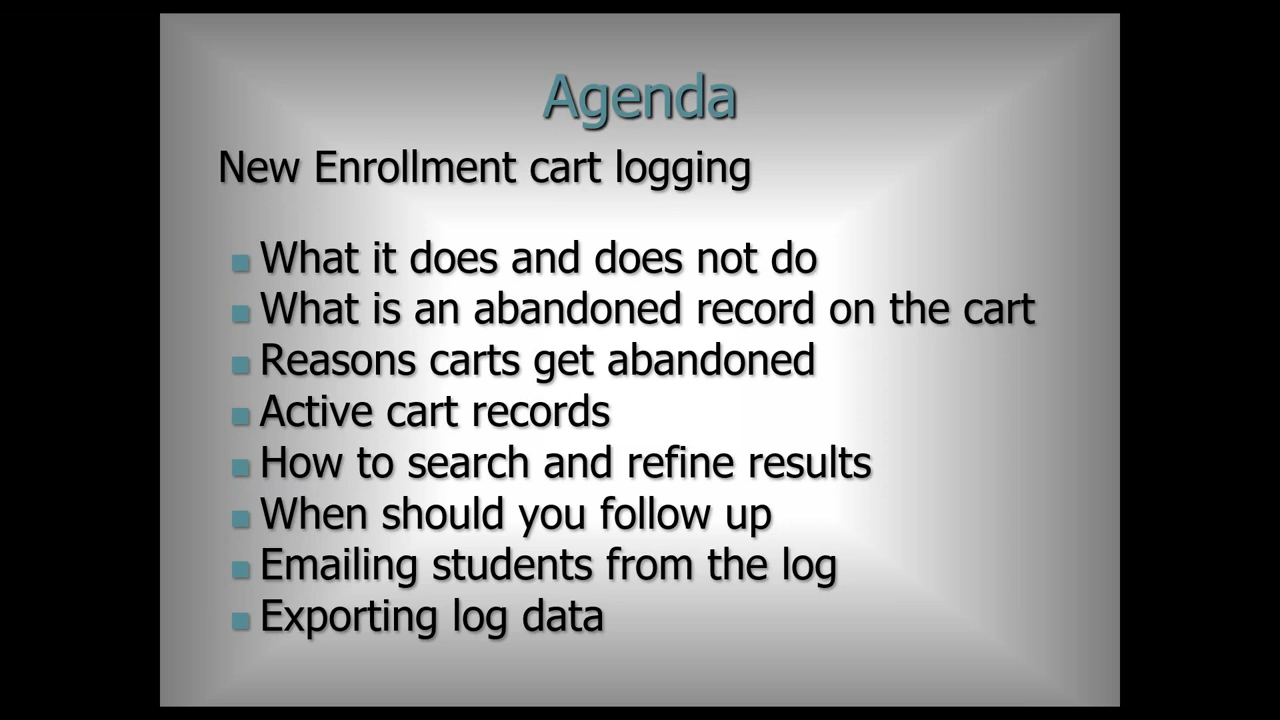 Agenda
New Enrollment cart logging
What it does and does not do
What is an abandoned record on the cart
Reasons carts get abandoned
Active cart records
How to search and refine results
When should you follow up
Emailing students from the log
Exporting log data